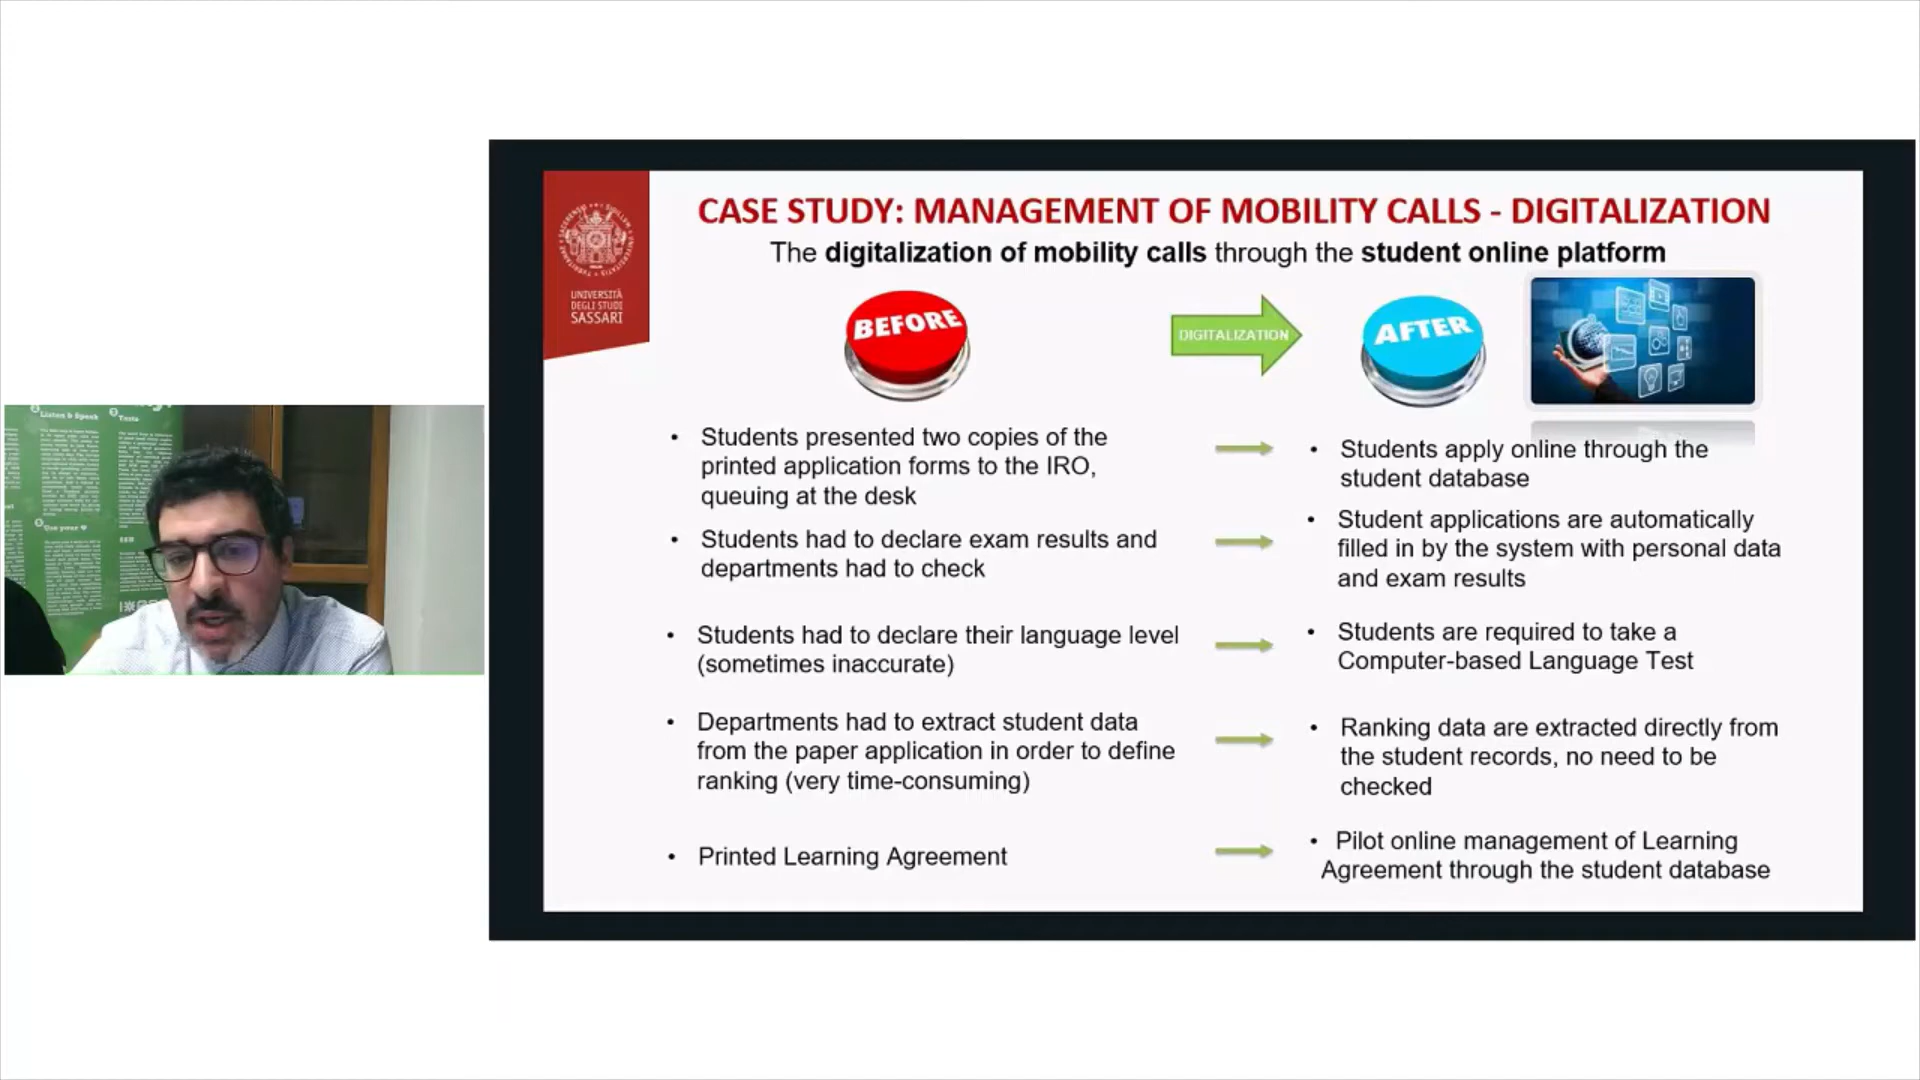 CASE STUDY: MANAGEMENT OF MOBILITY CALLS - DIGITALIZATION
The digitalization of mobility calls through the student online platform
UNIVERSITÀ
DEGLI STUDI
SASSARI
BEFORE
DIGITALIZATION
AFTER
• Students presented two copies of the
printed application forms to the IRO,
queuing at the desk
• Students apply online through the
student database
• Students had to declare exam results and
departments had to check
• Student applications are automatically
filled in by the system with personal data
and exam results
• Students had to declare their language level
(sometimes inaccurate)
• Students are required to take a
Computer-based Language Test
• Departments had to extract student data
from the paper application in order to define
ranking (very time-consuming)
• Ranking data are extracted directly from
the student records, no need to be
checked
• Printed Learning Agreement
• Pilot online management of Learning
Agreement through the student database
Listen & Speak
Tests
Use your